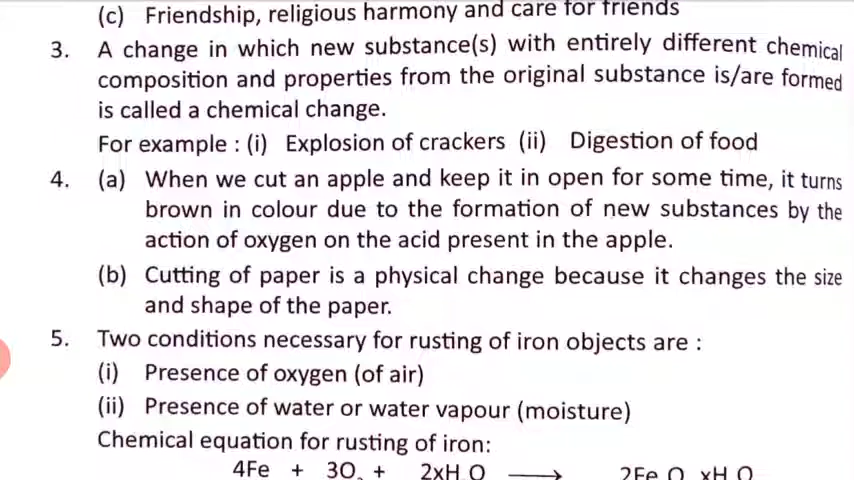 (c) Friendship, religious harmony and care for friends
3. A change in which new substance(s) with entirely different chemical
composition and properties from the original substance is/are formed
is called a chemical change.
For example : (i) Explosion of crackers (ii) Digestion of food
4. (a) When we cut an apple and keep it in open for some time, it turns
brown in colour due to the formation of new substances by the
action of oxygen on the acid present in the apple.
(b) Cutting of paper is a physical change because it changes the size
and shape of the paper.
5. Two conditions necessary for rusting of iron objects are :
(i) Presence of oxygen (of air)
(ii) Presence of water or water vapour (moisture)
Chemical equation for rusting of iron:
4Fe + 3O + 2xH O ⟶ 2Fe O xH O